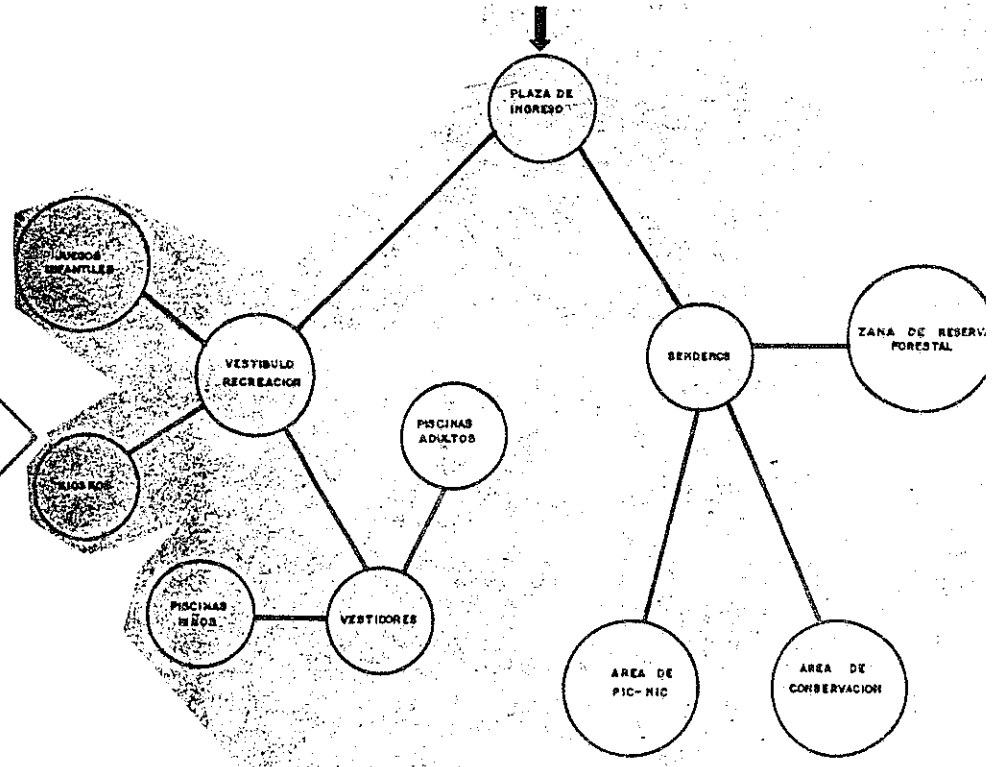 PLAZA DE
INGRESO
JUEGOS
INFANTILES
VESTIBULO
RECREACION
SENDEROS
ZANA DE RESERVA
FORESTAL
PISCINAS
ADULTOS
KIOSKOS
PISCINAS
NIÑOS
VESTIDORES
AREA DE
PIC-NIC
AREA DE
CONSERVACION